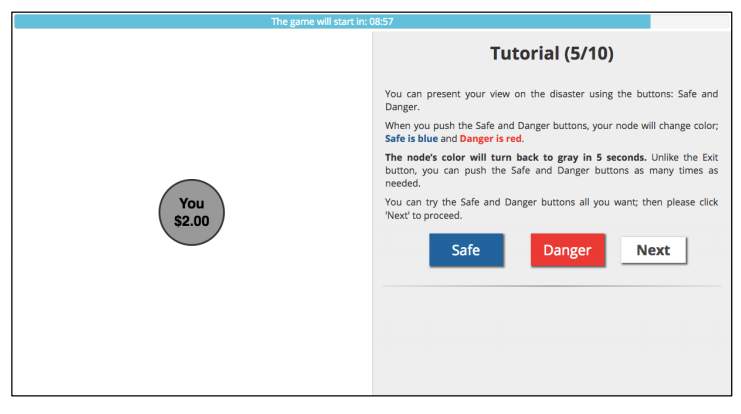 The game will start in: 08:57
Tutorial (5/10)
You can present your view on the disaster using the buttons: Safe and
Danger.
When you push the Safe and Danger buttons, your node will change color;
Safe is blue and Danger is red.
The node's color will turn back to gray in 5 seconds. Unlike the Exit
button, you can push the Safe and Danger buttons as many times as
needed.
You can try the Safe and Danger buttons all you want; then please click
'Next' to proceed.
You
$2.00
Safe
Danger
Next